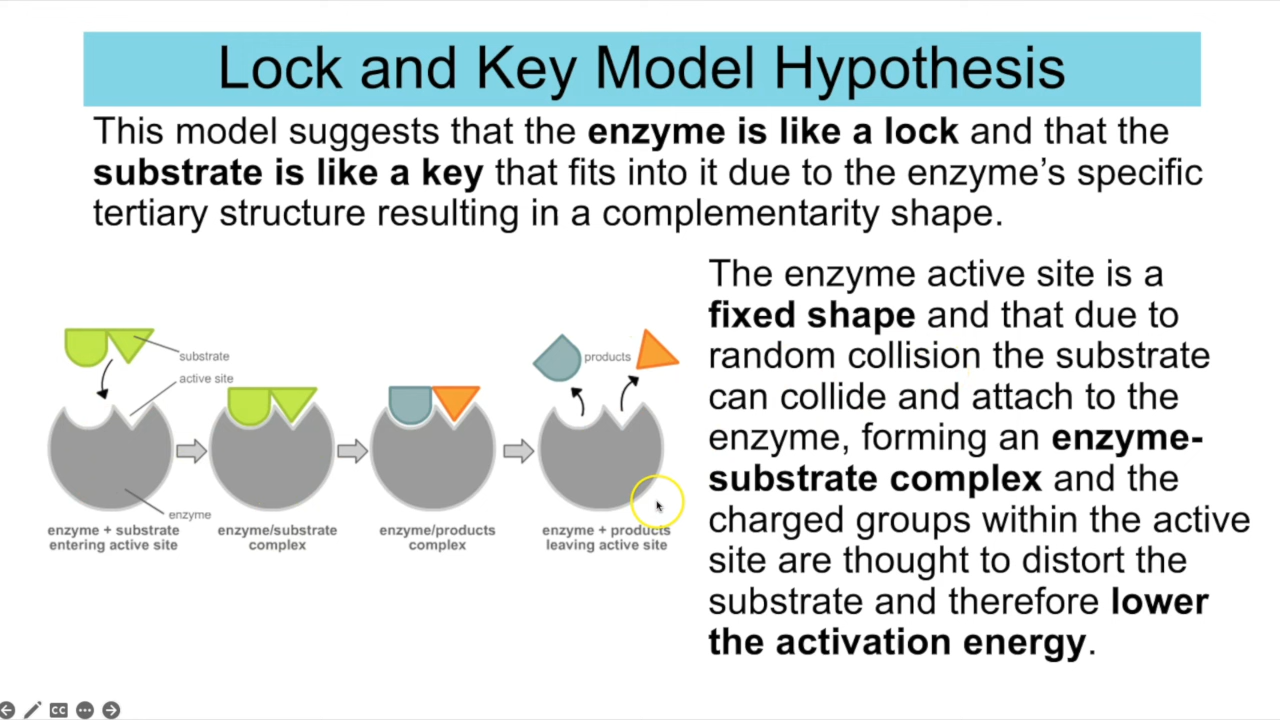 Lock and Key Model Hypothesis
This model suggests that the enzyme is like a lock and that the
substrate is like a key that fits into it due to the enzyme’s specific
tertiary structure resulting in a complementarity shape.
The enzyme active site is a
fixed shape and that due to
random collision the substrate
can collide and attach to the
enzyme, forming an enzyme-
substrate complex and the
charged groups within the active
site are thought to distort the
substrate and therefore lower
the activation energy.
substrate
active site
products
enzyme
enzyme + substrate
entering active site
enzyme/substrate
complex
enzyme/products
complex
enzyme + products
leaving active site
CC